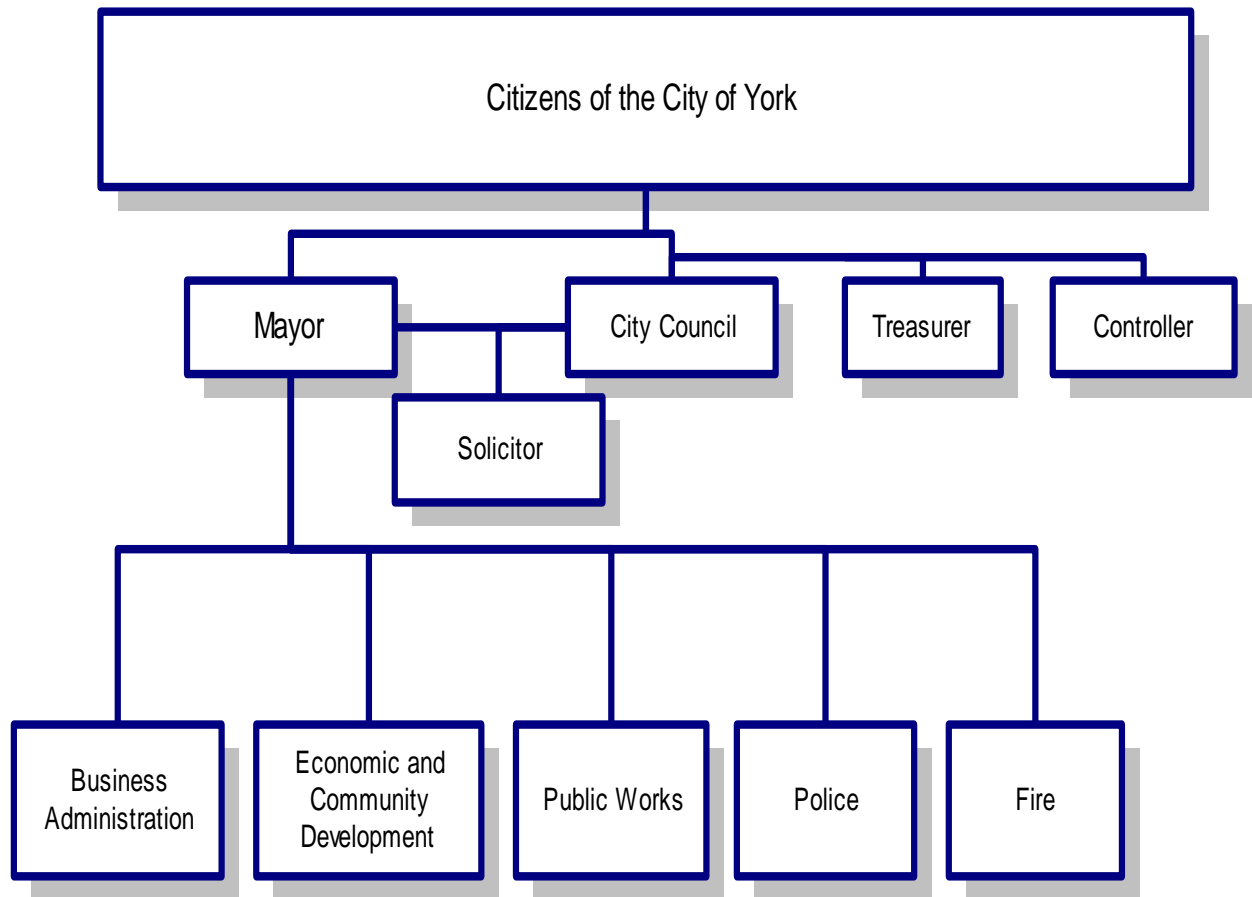 Citizens of the City of York
Mayor
City Council
Treasurer
Controller
Solicitor
Business
Administration
Economic and
Community
Development
Public Works
Police
Fire